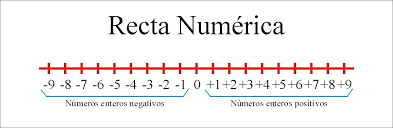 Recta Numérica
-9 -8 -7 -6 -5 -4 -3 -2 -1 0 +1 +2 +3 +4 +5 +6 +7 +8 +9
Números enteros negativos Números enteros positivos